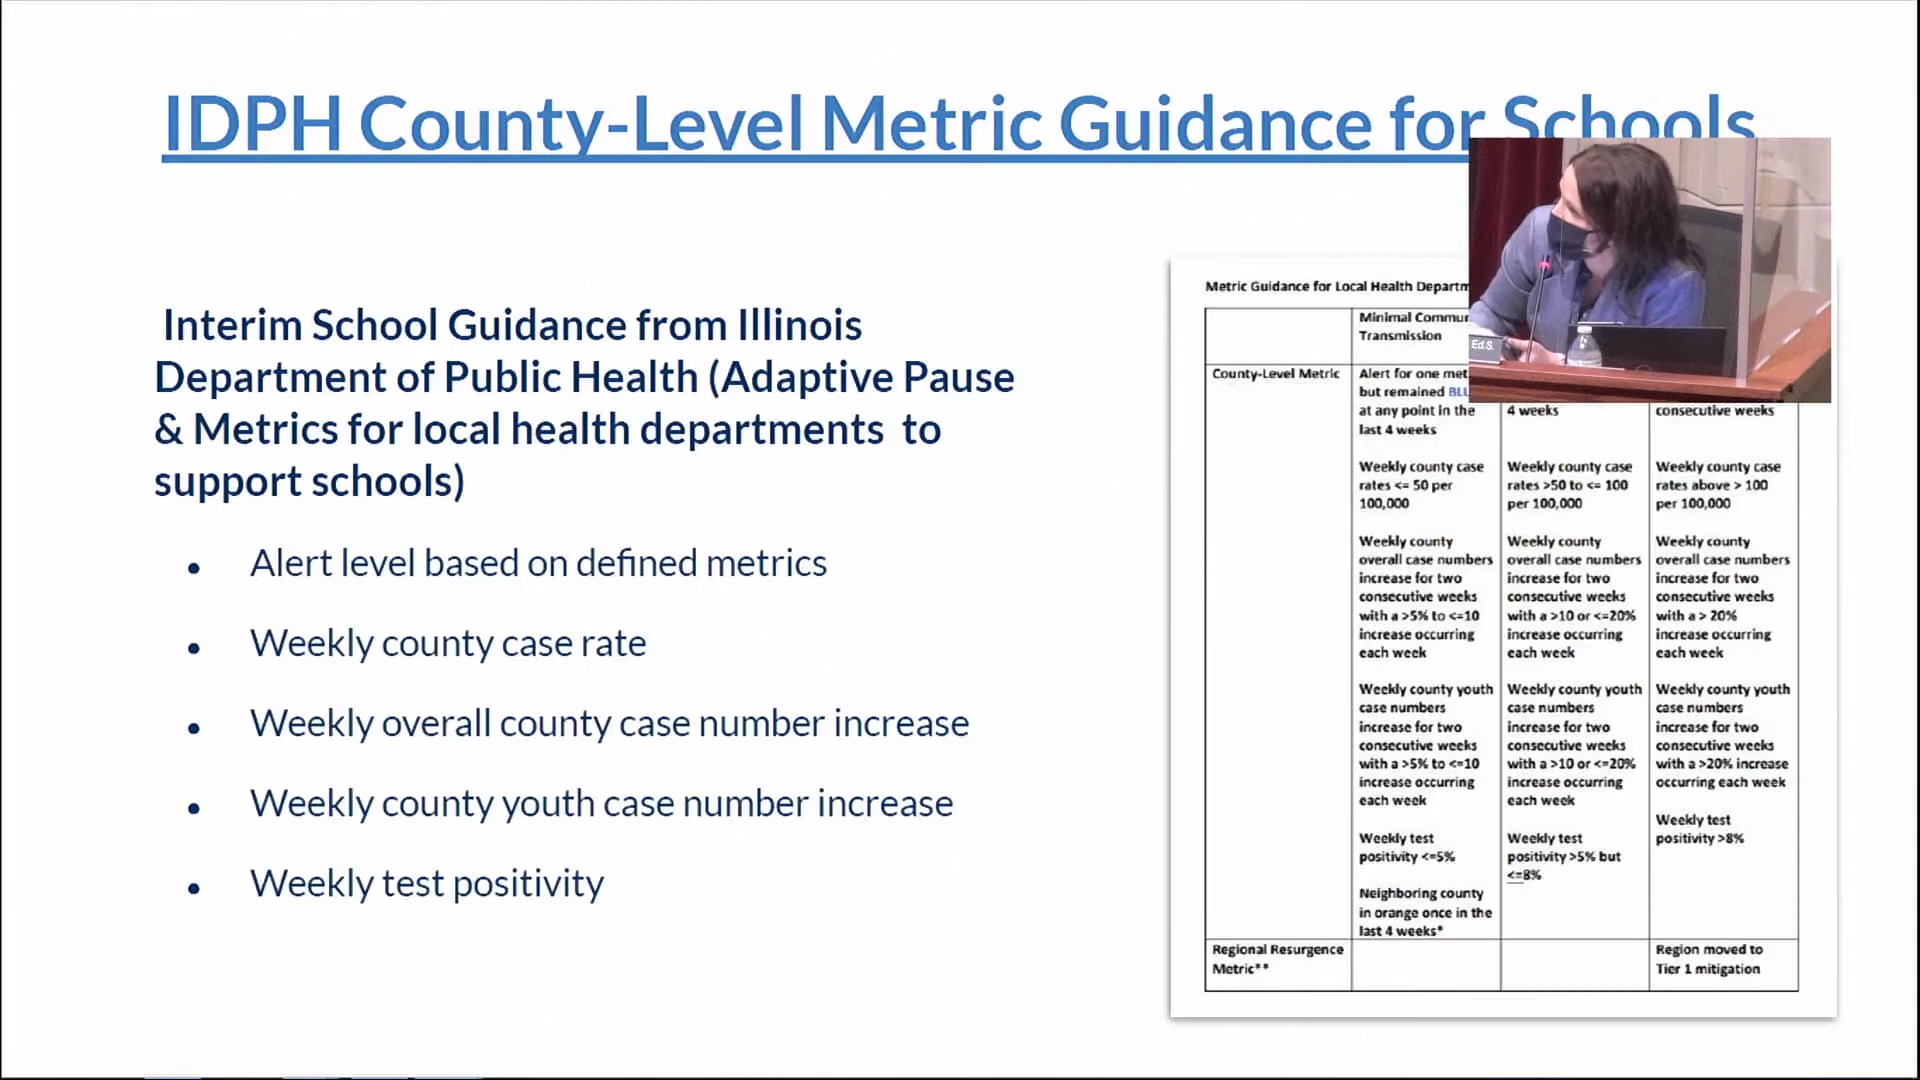 IDPH County-Level Metric Guidance for Schools
Interim School Guidance from Illinois
Department of Public Health (Adaptive Pause
& Metrics for local health departments to
support schools)
• Alert level based on defined metrics
• Weekly county case rate
• Weekly overall county case number increase
• Weekly county youth case number increase
• Weekly test positivity
Metric Guidance for Local Health
Minimal
Transmission
County-Level Metric
Alert for one
but remained
at any point in the
last 4 weeks
Weekly county case
rates <= 50 per
100,000
Weekly county
overall case numbers
increase for two
consecutive weeks
with a >5% to <=10
increase occurring
each week
Weekly county youth
case numbers
increase for two
consecutive weeks
with a >5% to <=10
increase occurring
each week
Weekly test
positivity <=5%
Neighboring county
in orange once in the
last 4 weeks*
4 weeks
Weekly county case
rates >50 to <= 100
per 100,000
Weekly county
overall case numbers
increase for two
consecutive weeks
with a >10 or <=20%
increase occurring
each week
Weekly county youth
case numbers
increase for two
consecutive weeks
with a >10 or <=20%
increase occurring
each week
Weekly test
positivity >5% but
<=8%
consecutive weeks
Weekly county case
rates above > 100
per 100,000
Weekly county
overall case numbers
increase for two
consecutive weeks
with a > 20%
increase occurring
each week
Weekly county youth
case numbers
increase for two
consecutive weeks
with a >20% increase
occurring each week
Weekly test
positivity >8%
Regional Resurgence
Metric**
Region moved to
Tier 1 mitigation
Ed.S.